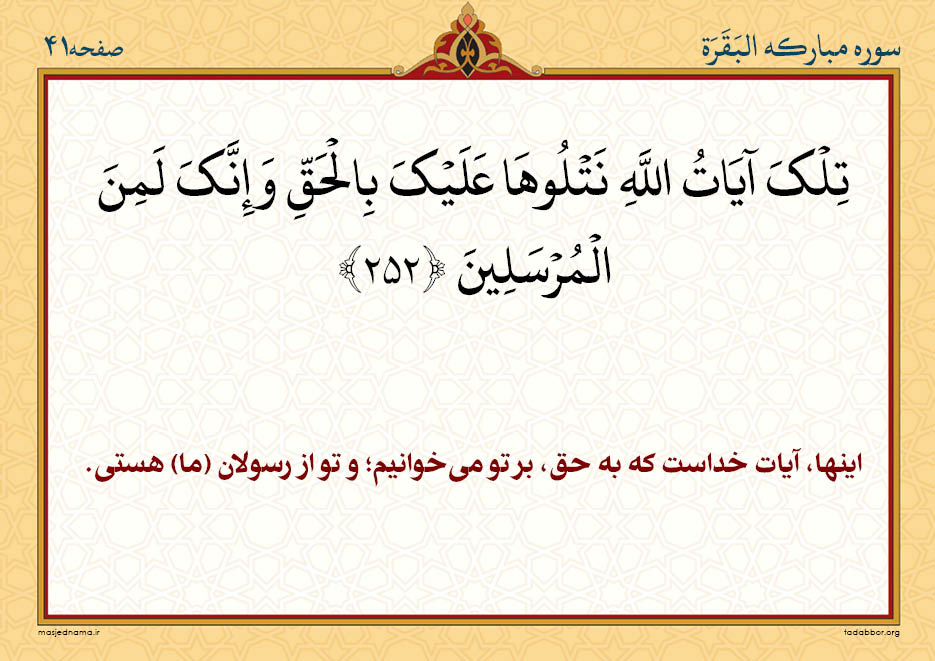 سوره مبارکه البَقَرَة
صفحه۴۱
تِلْكَ آيَاتُ اللَّهِ نَتْلُوهَا عَلَيْكَ بِالْحَقِّ وَإِنَّكَ لَمِنَ
الْمُرْسَلِينَ ﴿۲۵۲﴾
اینها، آیات خداست که به حق، بر تو می‌خوانیم؛ و تو از رسولان (ما) هستی.
masjednama.ir
tadabbor.org